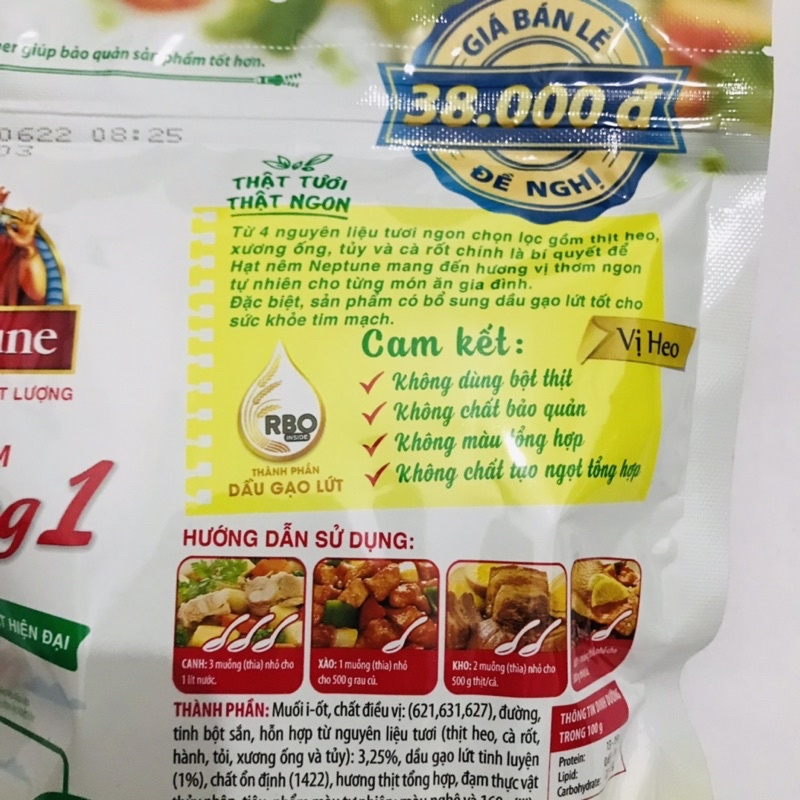 giúp bảo quản sản phẩm tốt hơn.
GIÁ BÁN LẺ
38.000 đ
ĐỀ NGHỊ
0622 08:25
03
THẬT TƯƠI
THẬT NGON
Từ 4 nguyên liệu tươi ngon chọn lọc gồm thịt heo,
xương ống, tủy và cà rốt chính là bí quyết để
Hạt nêm Neptune mang đến hương vị thơm ngon
tự nhiên cho từng món ăn gia đình.
Đặc biệt, sản phẩm có bổ sung dầu gạo lứt tốt cho
sức khỏe tim mạch.
Cam kết:
Vị Heo
Không dùng bột thịt
Không chất bảo quản
Không màu tổng hợp
Không chất tạo ngọt tổng hợp
RBO
INSIDE
THÀNH PHẦN
DẦU GẠO LỨT
une
T LƯỢNG
M
g1
T HIỆN ĐẠI
HƯỚNG DẪN SỬ DỤNG:
CANH: 3 muỗng (thìa) nhỏ cho
1 lít nước.
XÀO: 1 muỗng (thìa) nhỏ
cho 500 g rau củ.
KHO: 2 muỗng (thìa) nhỏ cho
500 g thịt/cá.
THÀNH PHẦN: Muối i-ốt, chất điều vị: (621,631,627), đường,
tinh bột sắn, hỗn hợp từ nguyên liệu tươi (thịt heo, cà rốt,
hành, tỏi, xương ống và tủy): 3,25%, dầu gạo lứt tinh luyện
(1%), chất ổn định (1422), hương thịt tổng hợp, đạm thực vật
THÔNG TIN DINH DƯỠNG
TRONG 100 g
Protein:
Lipid:
Carbohydrate: